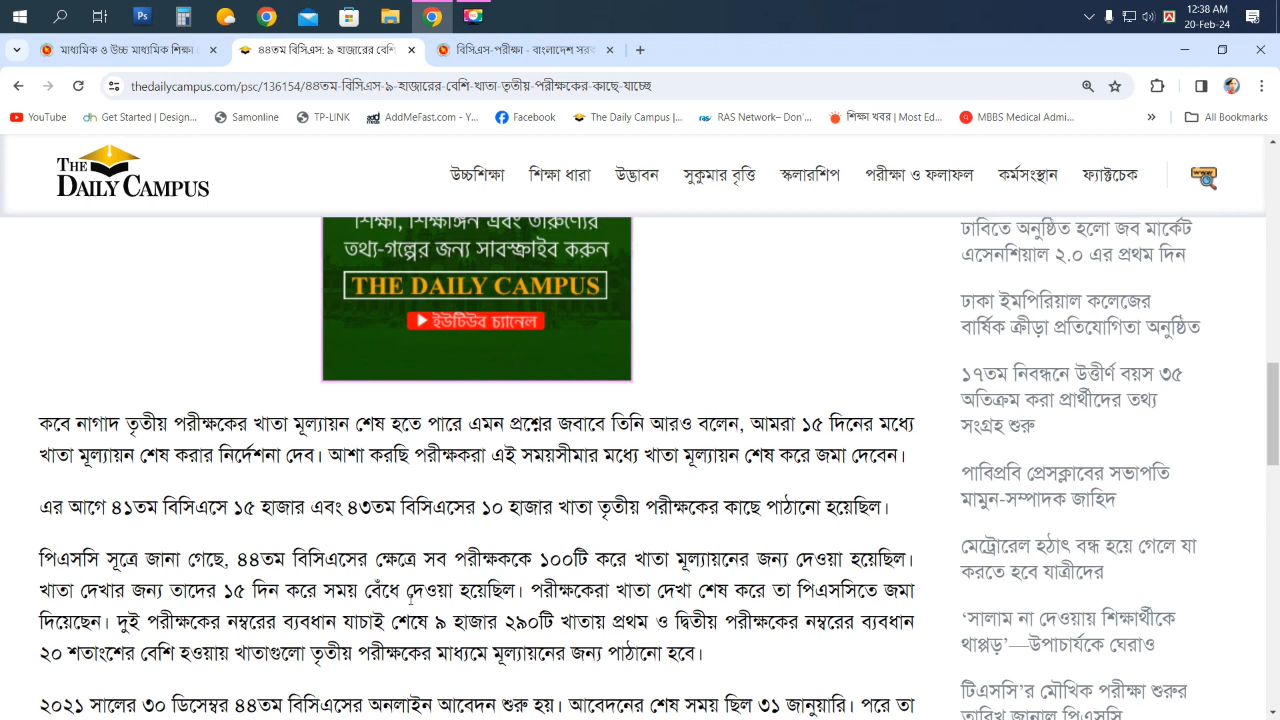 12:38 AM
20-Feb-24
মাধ্যমিক ও উচ্চ মাধ্যমিক শিক্ষা
৪৪তম বিসিএস: ৯ হাজারের বেশি
বিসিএস-পরীক্ষা - বাংলাদেশ সরক
thedailycampus.com/psc/136154/৪৪তম-বিসিএস-৯-হাজারের-বেশি-খাতা-তৃতীয়-পরীক্ষকের-কাছে-যাচ্ছে
YouTube
Get Started | Design...
Samonline
TP-LINK
AddMeFast.com - Y...
Facebook
The Daily Campus |...
RAS Network– Don'...
শিক্ষা খবর | Most Ed...
MBBS Medical Admi...
All Bookmarks
THE DAILY CAMPUS
উচ্চশিক্ষা
শিক্ষা ধারা
উদ্ভাবন
সুকুমার বৃত্তি
স্কলারশিপ
পরীক্ষা ও ফলাফল
কর্মসংস্থান
ফ্যাক্টচেক
শিক্ষা, শিক্ষাঙ্গন এবং তারুণ্যের
তথ্য-গল্পের জন্য সাবস্ক্রাইব করুন
THE DAILY CAMPUS
ইউটিউব চ্যানেল
কবে নাগাদ তৃতীয় পরীক্ষকের খাতা মূল্যায়ন শেষ হতে পারে এমন প্রশ্নের জবাবে তিনি আরও বলেন, আমরা ১৫ দিনের মধ্যে
খাতা মূল্যায়ন শেষ করার নির্দেশনা দেব। আশা করছি পরীক্ষকরা এই সময়সীমার মধ্যে খাতা মূল্যায়ন শেষ করে জমা দেবেন।
এর আগে ৪১তম বিসিএসে ১৫ হাজার এবং ৪৩তম বিসিএসের ১০ হাজার খাতা তৃতীয় পরীক্ষকের কাছে পাঠানো হয়েছিল।
পিএসসি সূত্রে জানা গেছে, ৪৪তম বিসিএসের ক্ষেত্রে সব পরীক্ষককে ১০০টি করে খাতা মূল্যায়নের জন্য দেওয়া হয়েছিল।
খাতা দেখার জন্য তাদের ১৫ দিন করে সময় বেঁধে দেওয়া হয়েছিল। পরীক্ষকেরা খাতা দেখা শেষ করে তা পিএসসিতে জমা
দিয়েছেন। দুই পরীক্ষকের নম্বরের ব্যবধান যাচাই শেষে ৯ হাজার ২৯০টি খাতায় প্রথম ও দ্বিতীয় পরীক্ষকের নম্বরের ব্যবধান
২০ শতাংশের বেশি হওয়ায় খাতাগুলো তৃতীয় পরীক্ষকের মাধ্যমে মূল্যায়নের জন্য পাঠানো হবে।
২০২১ সালের ৩০ ডিসেম্বর ৪৪তম বিসিএসের অনলাইন আবেদন শুরু হয়। আবেদনের শেষ সময় ছিল ৩১ জানুয়ারি। পরে তা
ঢাবিতে অনুষ্ঠিত হলো জব মার্কেট
এসেনশিয়াল ২.০ এর প্রথম দিন
ঢাকা ইমপিরিয়াল কলেজের
বার্ষিক ক্রীড়া প্রতিযোগিতা অনুষ্ঠিত
১৭তম নিবন্ধনে উত্তীর্ণ বয়স ৩৫
অতিক্রম করা প্রার্থীদের তথ্য
সংগ্রহ শুরু
পাবিপ্রবি প্রেসক্লাবের সভাপতি
মামুন-সম্পাদক জাহিদ
মেট্রোরেল হঠাৎ বন্ধ হয়ে গেলে যা
করতে হবে যাত্রীদের
‘সালাম না দেওয়ায় শিক্ষার্থীকে
থাপ্পড়’—উপাচার্যকে ঘেরাও
টিএসসি’র মৌখিক পরীক্ষা শুরুর
তারিখ জানাল পিএসসি